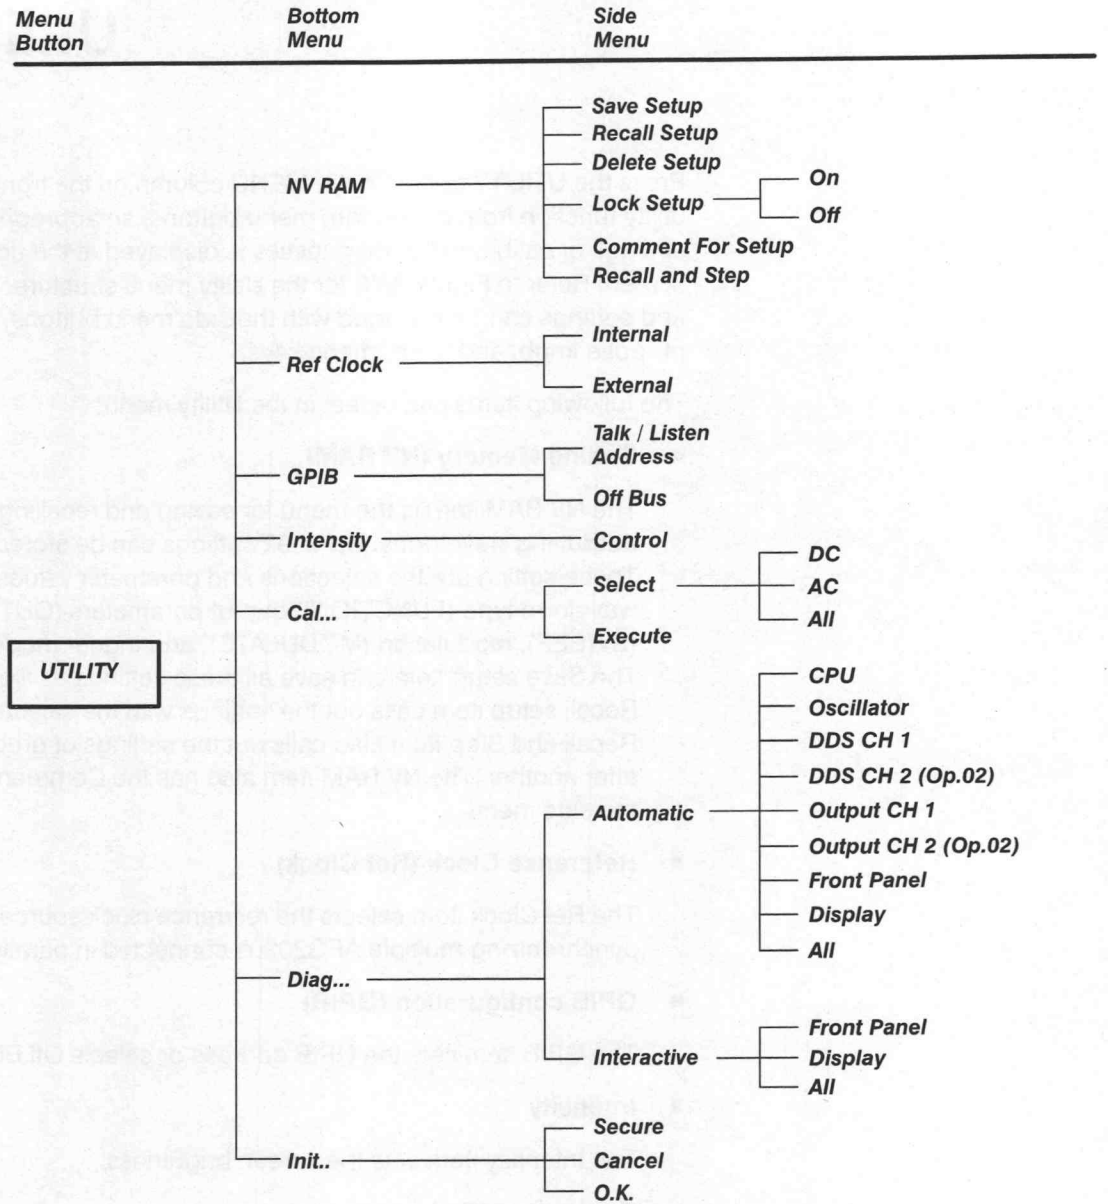 Menu Button
Bottom Menu
Side Menu
Save Setup
Recall Setup
Delete Setup
NV RAM
Lock Setup
On
Off
Comment For Setup
Recall and Step
Internal
Ref Clock
External
Talk / Listen
Address
GPIB
Off Bus
Intensity
Control
DC
Select
AC
Cal...
All
Execute
UTILITY
CPU
Oscillator
DDS CH 1
DDS CH 2 (Op.02)
Automatic
Output CH 1
Output CH 2 (Op.02)
Front Panel
Display
All
Diag...
Front Panel
Interactive
Display
All
Secure
Init..
Cancel
O.K.